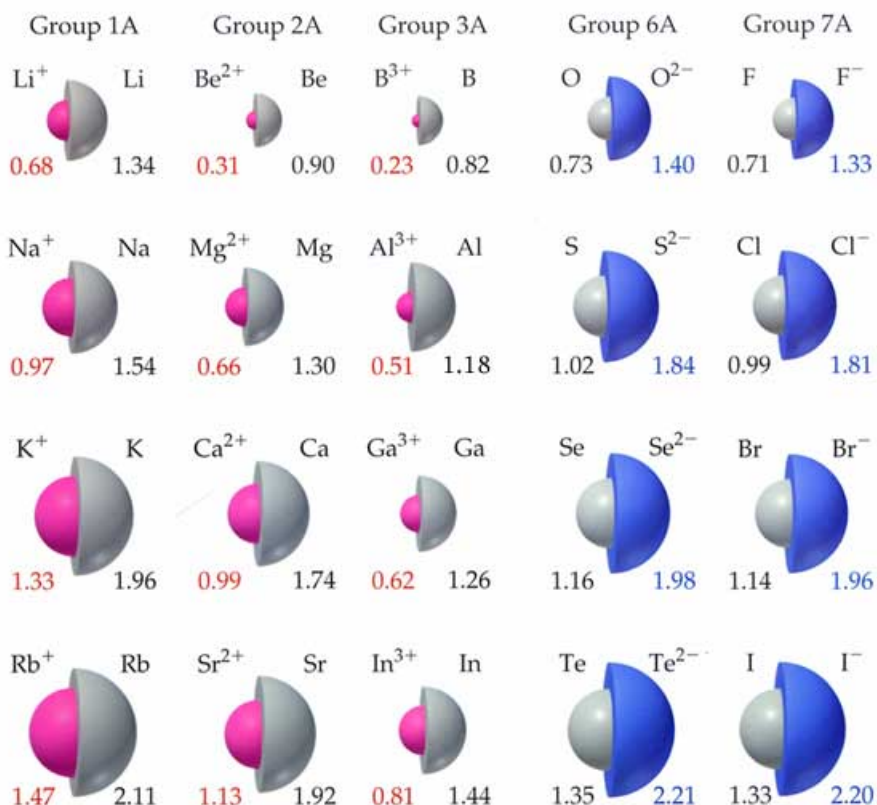 Group 1A Group 2A Group 3A Group 6A Group 7A
Li⁺ Li Be²⁺ Be B³⁺ B O O²⁻ F F⁻
0.68 1.34 0.31 0.90 0.23 0.82 0.73 1.40 0.71 1.33
Na⁺ Na Mg²⁺ Mg Al³⁺ Al S S²⁻ Cl Cl⁻
0.97 1.54 0.66 1.30 0.51 1.18 1.02 1.84 0.99 1.81
K⁺ K Ca²⁺ Ca Ga³⁺ Ga Se Se²⁻ Br Br⁻
1.33 1.96 0.99 1.74 0.62 1.26 1.16 1.98 1.14 1.96
Rb⁺ Rb Sr²⁺ Sr In³⁺ In Te Te²⁻ I I⁻
1.47 2.11 1.13 1.92 0.81 1.44 1.35 2.21 1.33 2.20